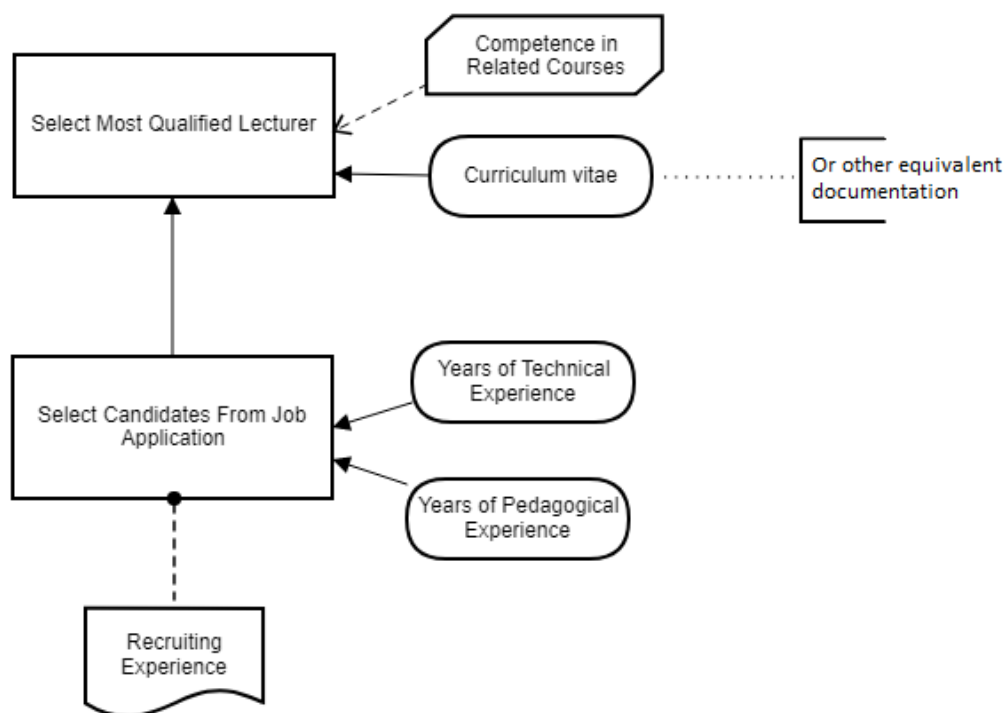 Competence in
Related Courses
Select Most Qualified Lecturer
Curriculum vitae
Or other equivalent
documentation
Years of Technical
Experience
Select Candidates From Job
Application
Years of Pedagogical
Experience
Recruiting
Experience